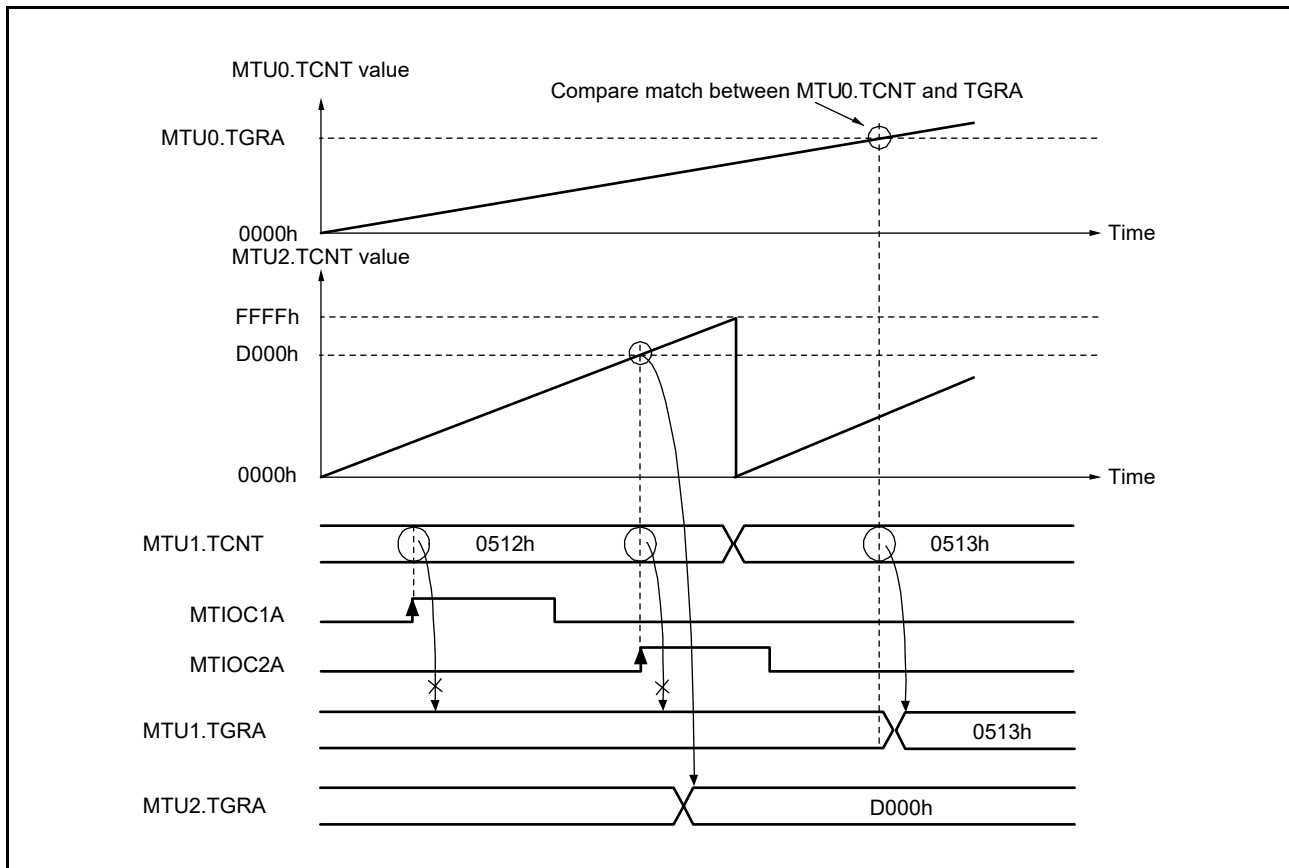 MTU0.TCNT value
Compare match between MTU0.TCNT and TGRA
MTU0.TGRA
0000h
Time
MTU2.TCNT value
FFFFh
D000h
0000h
Time
MTU1.TCNT
0512h
0513h
MTIOC1A
MTIOC2A
MTU1.TGRA
0513h
MTU2.TGRA
D000h